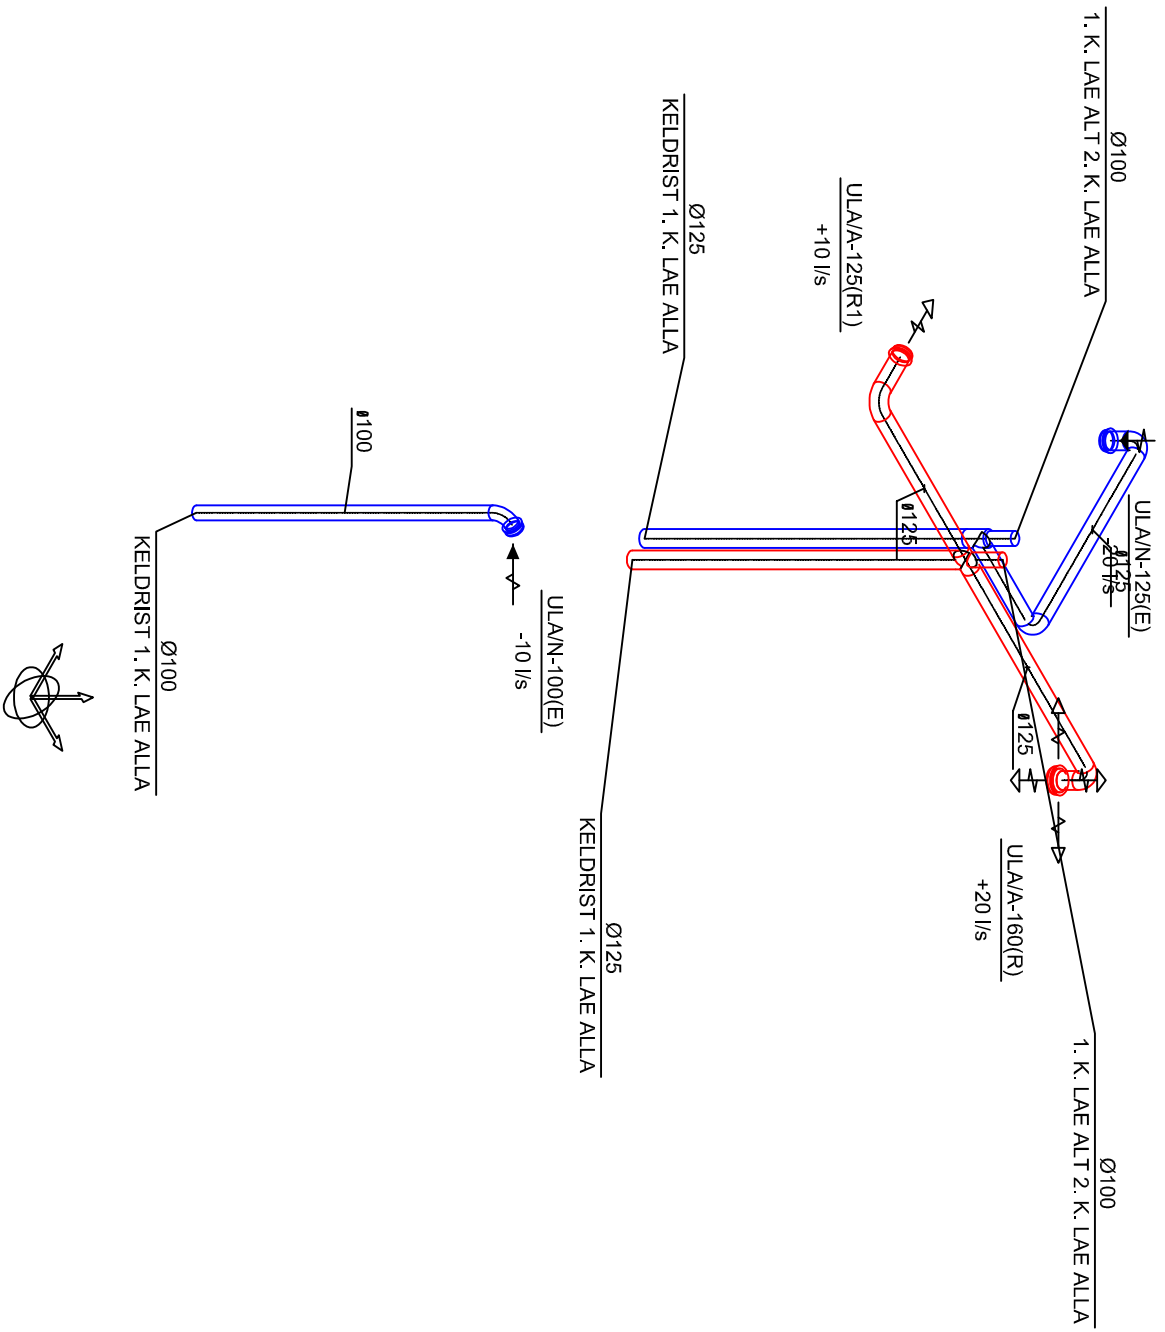 Ø100
1. K. LAE ALT 2. K. LAE ALLA
ULA/N-125(E)
-20 l/s
ø125
Ø100
1. K. LAE ALT 2. K. LAE ALLA
ULA/A-160(R)
+20 l/s
ø125
ø125
ULA/A-125(R1)
+10 l/s
Ø125
KELDRIST 1. K. LAE ALLA
Ø125
KELDRIST 1. K. LAE ALLA
ULA/N-100(E)
-10 l/s
ø100
Ø100
KELDRIST 1. K. LAE ALLA